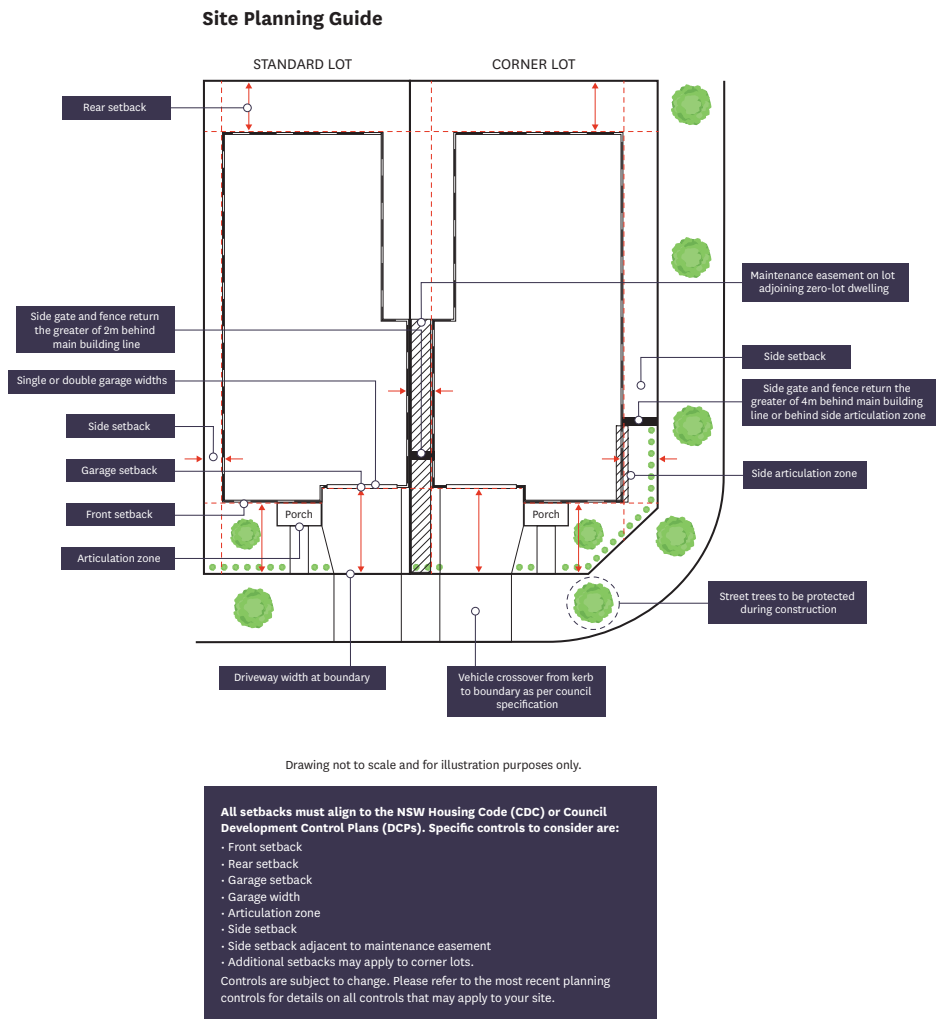 Site Planning Guide
STANDARD LOT
CORNER LOT
Rear setback
Maintenance easement on lot
adjoining zero-lot dwelling
Side gate and fence return
the greater of 2m behind
main building line
Side setback
Single or double garage widths
Side gate and fence return the
greater of 4m behind main building
line or behind side articulation zone
Side setback
Garage setback
Side articulation zone
Front setback
Porch
Porch
Articulation zone
Street trees to be protected
during construction
Driveway width at boundary
Vehicle crossover from kerb
to boundary as per council
specification
Drawing not to scale and for illustration purposes only.
All setbacks must align to the NSW Housing Code (CDC) or Council
Development Control Plans (DCPs). Specific controls to consider are:
· Front setback
· Rear setback
· Garage setback
· Garage width
· Articulation zone
· Side setback
· Side setback adjacent to maintenance easement
· Additional setbacks may apply to corner lots.
Controls are subject to change. Please refer to the most recent planning
controls for details on all controls that may apply to your site.